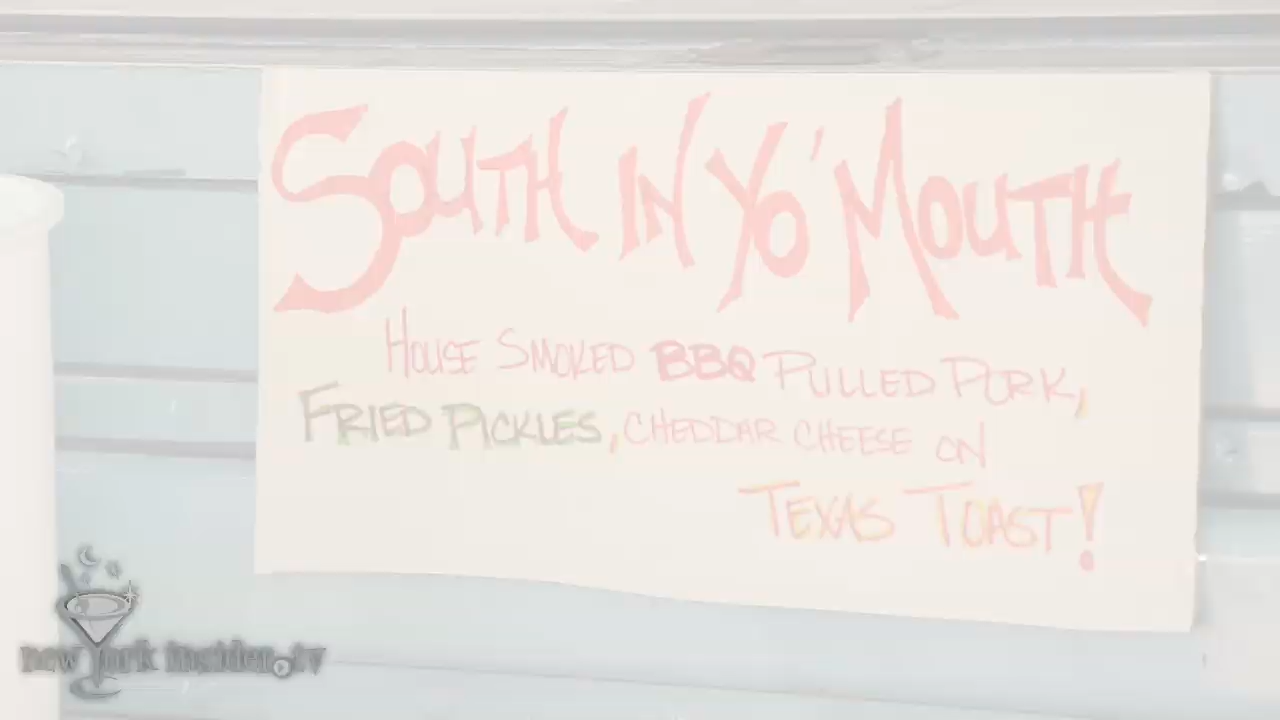 SOUTH IN YO' MOUTH
HOUSE SMOKED BBQ PULLED PORK,
FRIED PICKLES, CHEDDAR CHEESE ON
TEXAS TOAST!
new york insider.tv